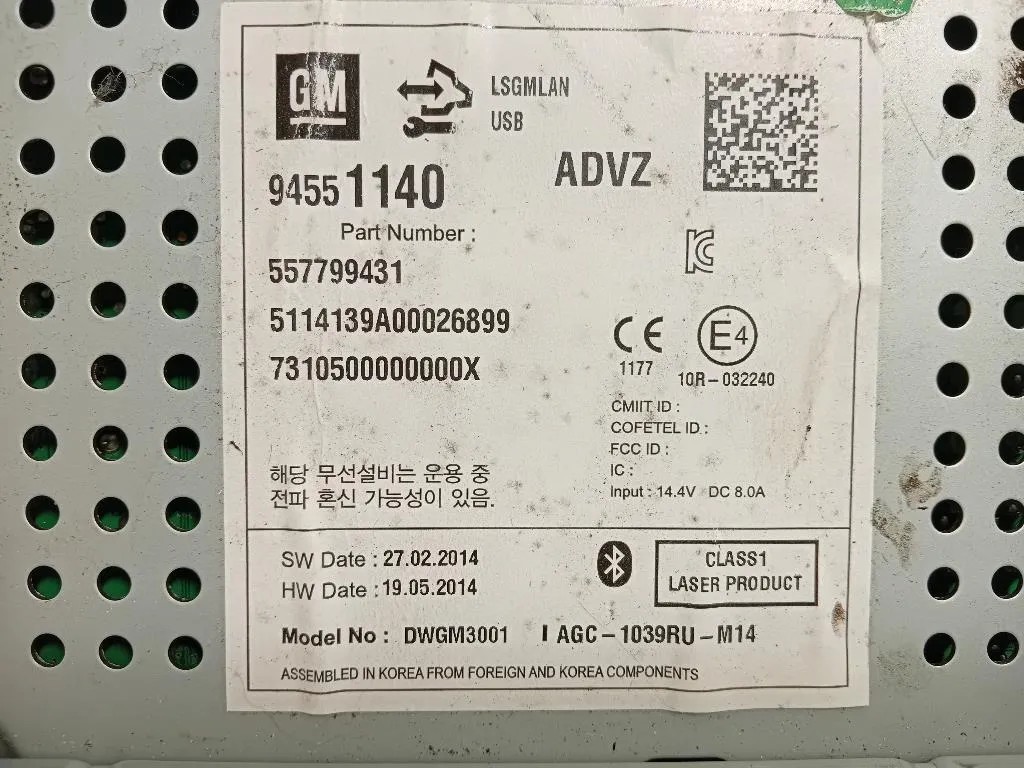 GM
LSGMLAN
USB
94551140
ADVZ
Part Number :
557799431
5114139A00026899
7310500000000X
CE
1177
E4
10R-032240
CMIIT ID :
COFETEL ID :
FCC ID :
IC :
Input : 14.4V DC 8.0A
해당 무선설비는 운용 중
전파 혼신 가능성이 있음.
SW Date : 27.02.2014
HW Date : 19.05.2014
CLASS1
LASER PRODUCT
Model No : DWGM3001 I AGC-1039RU-M14
ASSEMBLED IN KOREA FROM FOREIGN AND KOREA COMPONENTS